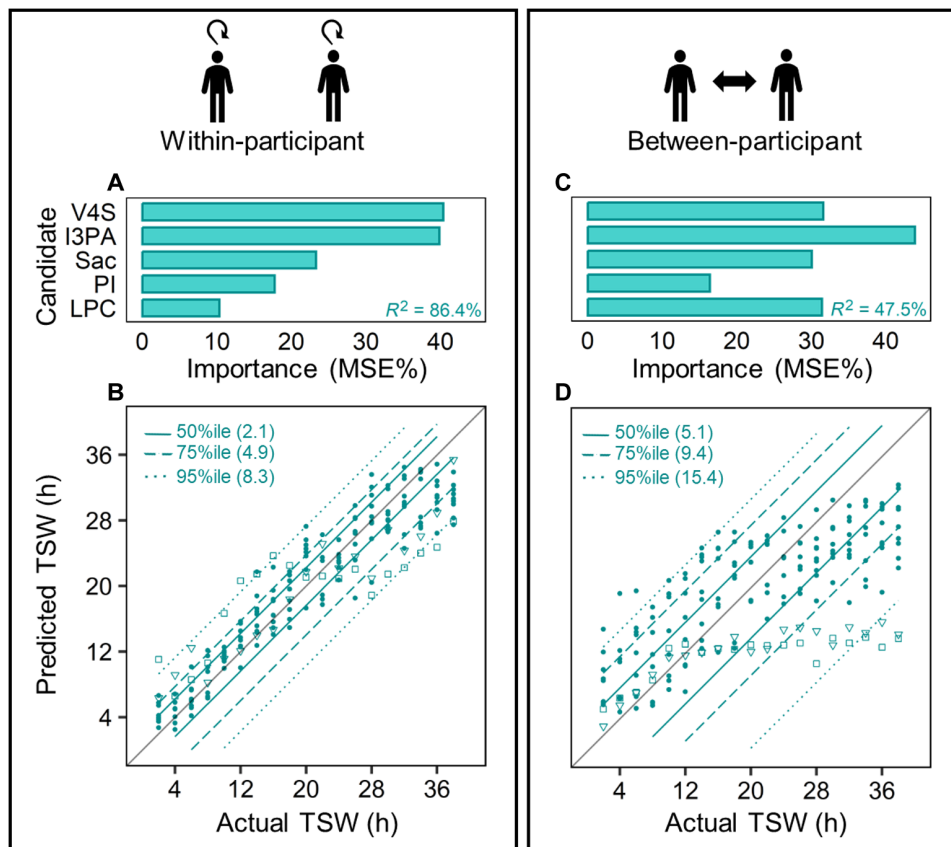 Within-participant
A
Candidate
V4S
I3PA
Sac
PI
LPC
R² = 86.4%
0 10 20 30 40
Importance (MSE%)
B
50%ile (2.1)
75%ile (4.9)
95%ile (8.3)
Predicted TSW (h)
36
28
20
12
4
4 12 20 28 36
Actual TSW (h)
Between-participant
C
R² = 47.5%
0 10 20 30 40
Importance (MSE%)
D
50%ile (5.1)
75%ile (9.4)
95%ile (15.4)
4 12 20 28 36
Actual TSW (h)